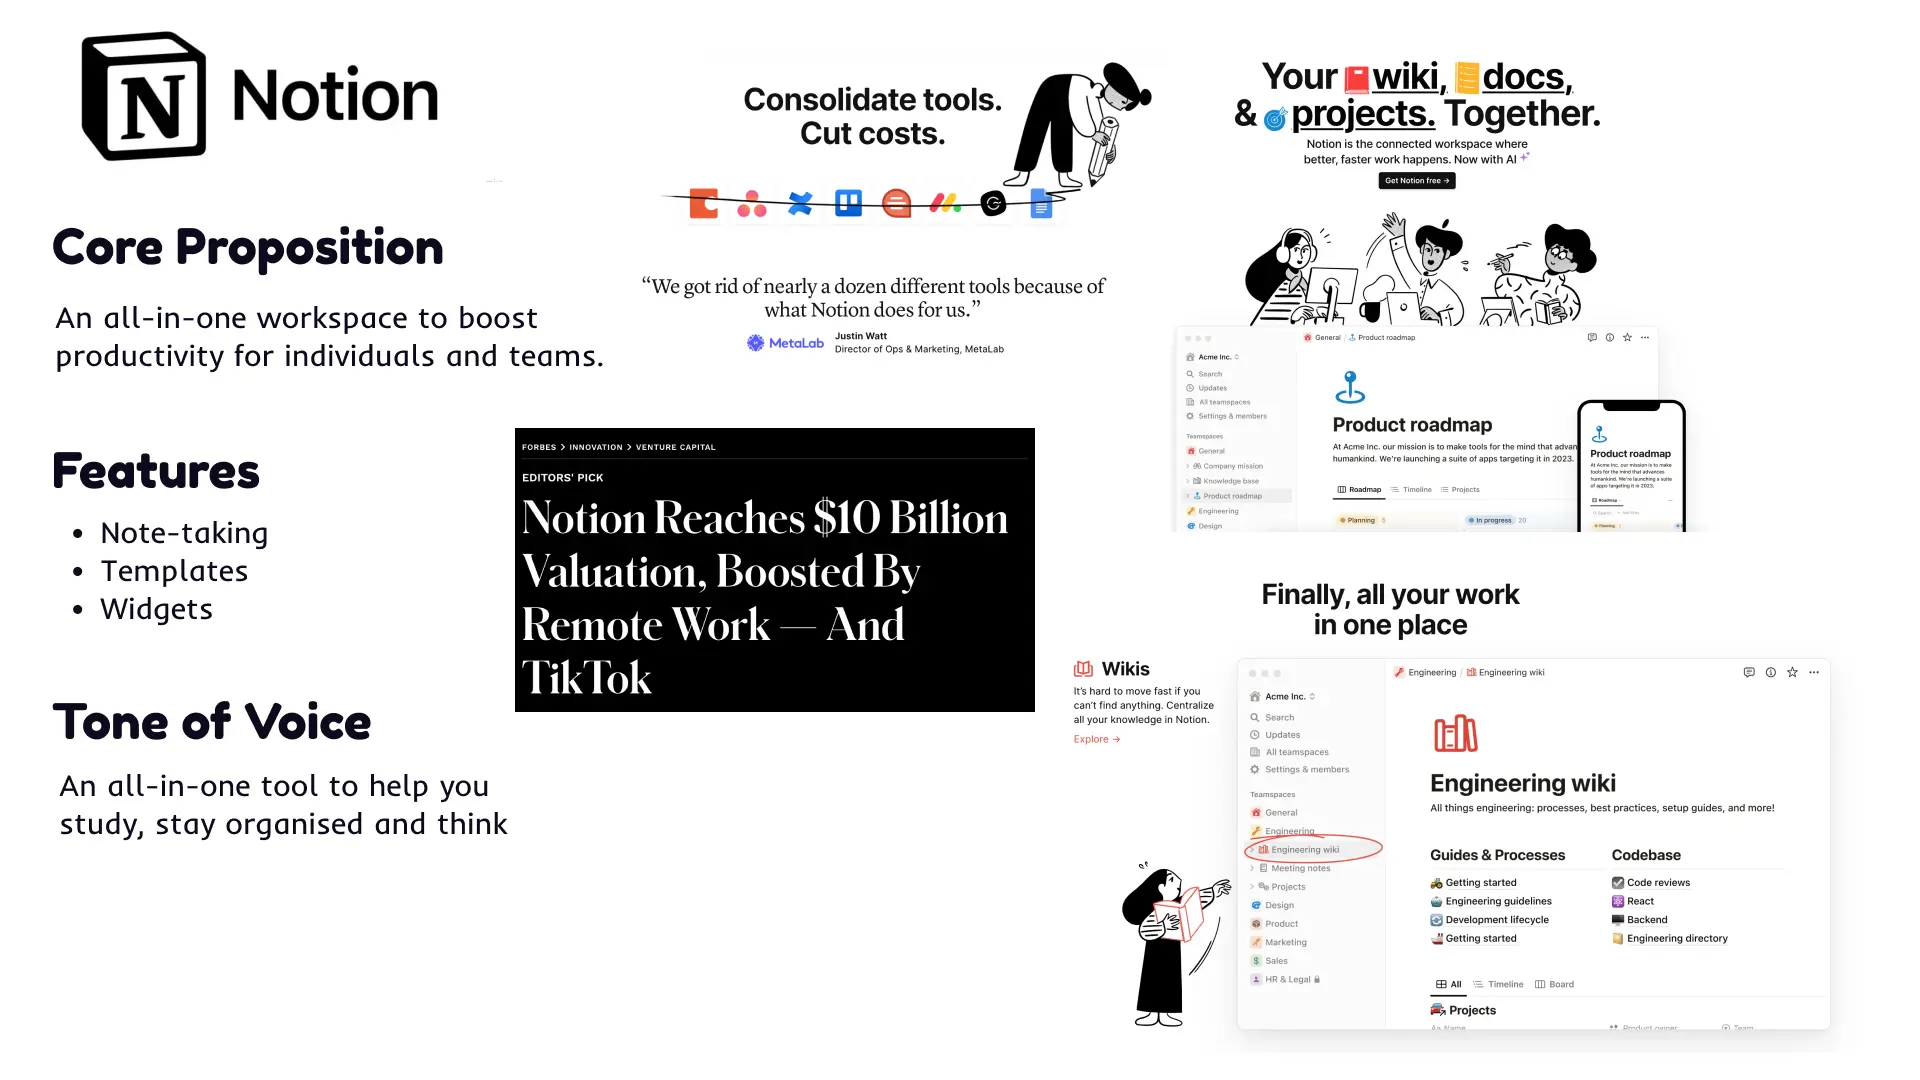 N Notion
Core Proposition
An all-in-one workspace to boost
productivity for individuals and teams.
Features
• Note-taking
• Templates
• Widgets
Tone of Voice
An all-in-one tool to help you
study, stay organised and think
Consolidate tools.
Cut costs.
“We got rid of nearly a dozen different tools because of
what Notion does for us.”
MetaLab
Justin Watt
Director of Ops & Marketing, MetaLab
FORBES > INNOVATION > VENTURE CAPITAL
EDITORS' PICK
Notion Reaches $10 Billion
Valuation, Boosted By
Remote Work — And
TikTok
Your wiki, docs,
& projects. Together.
Notion is the connected workspace where
better, faster work happens. Now with AI
Get Notion free →
General / Product roadmap
Acme Inc.
Search
Updates
All teamspaces
Settings & members
Teamspaces
General
Company mission
Knowledge base
Product roadmap
Engineering
Design
Product roadmap
At Acme Inc. our mission is to make tools for the mind that advan
humankind. We're launching a suite of apps targeting it in 2023.
Roadmap Timeline Projects
Planning 5 In progress 20
Product roadmap
At Acme Inc. our mission is to make
tools for the mind that advances
humankind. We're launching a suite
of apps targeting it in 2023.
Roadmap
Planning
Finally, all your work
in one place
Wikis
It’s hard to move fast if you
can’t find anything. Centralize
all your knowledge in Notion.
Explore →
Engineering / Engineering wiki
Acme Inc.
Search
Updates
All teamspaces
Settings & members
Teamspaces
General
Engineering
Engineering wiki
Meeting notes
Projects
Design
Product
Marketing
Sales
HR & Legal
Engineering wiki
All things engineering: processes, best practices, setup guides, and more!
Guides & Processes
Getting started
Engineering guidelines
Development lifecycle
Getting started
Codebase
Code reviews
React
Backend
Engineering directory
All Timeline Board
Projects
Aa Name Product owner Team